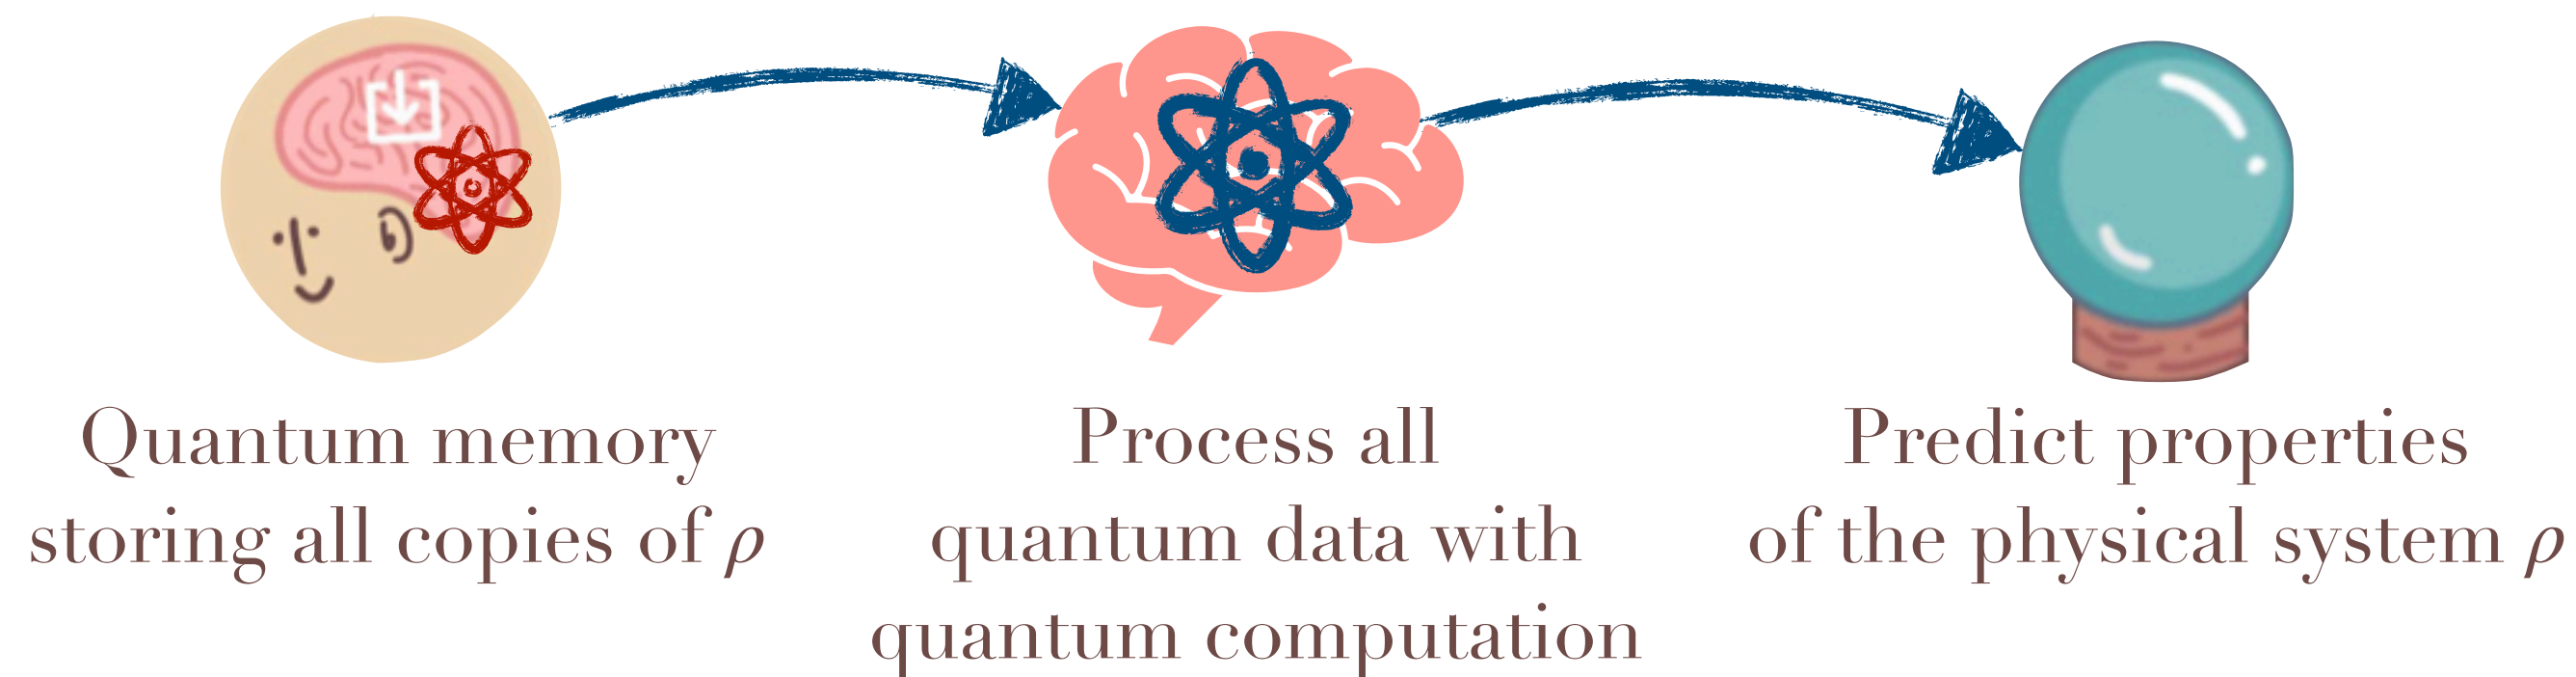 Quantum memory
storing all copies of ρ
Process all
quantum data with
quantum computation
Predict properties
of the physical system ρ